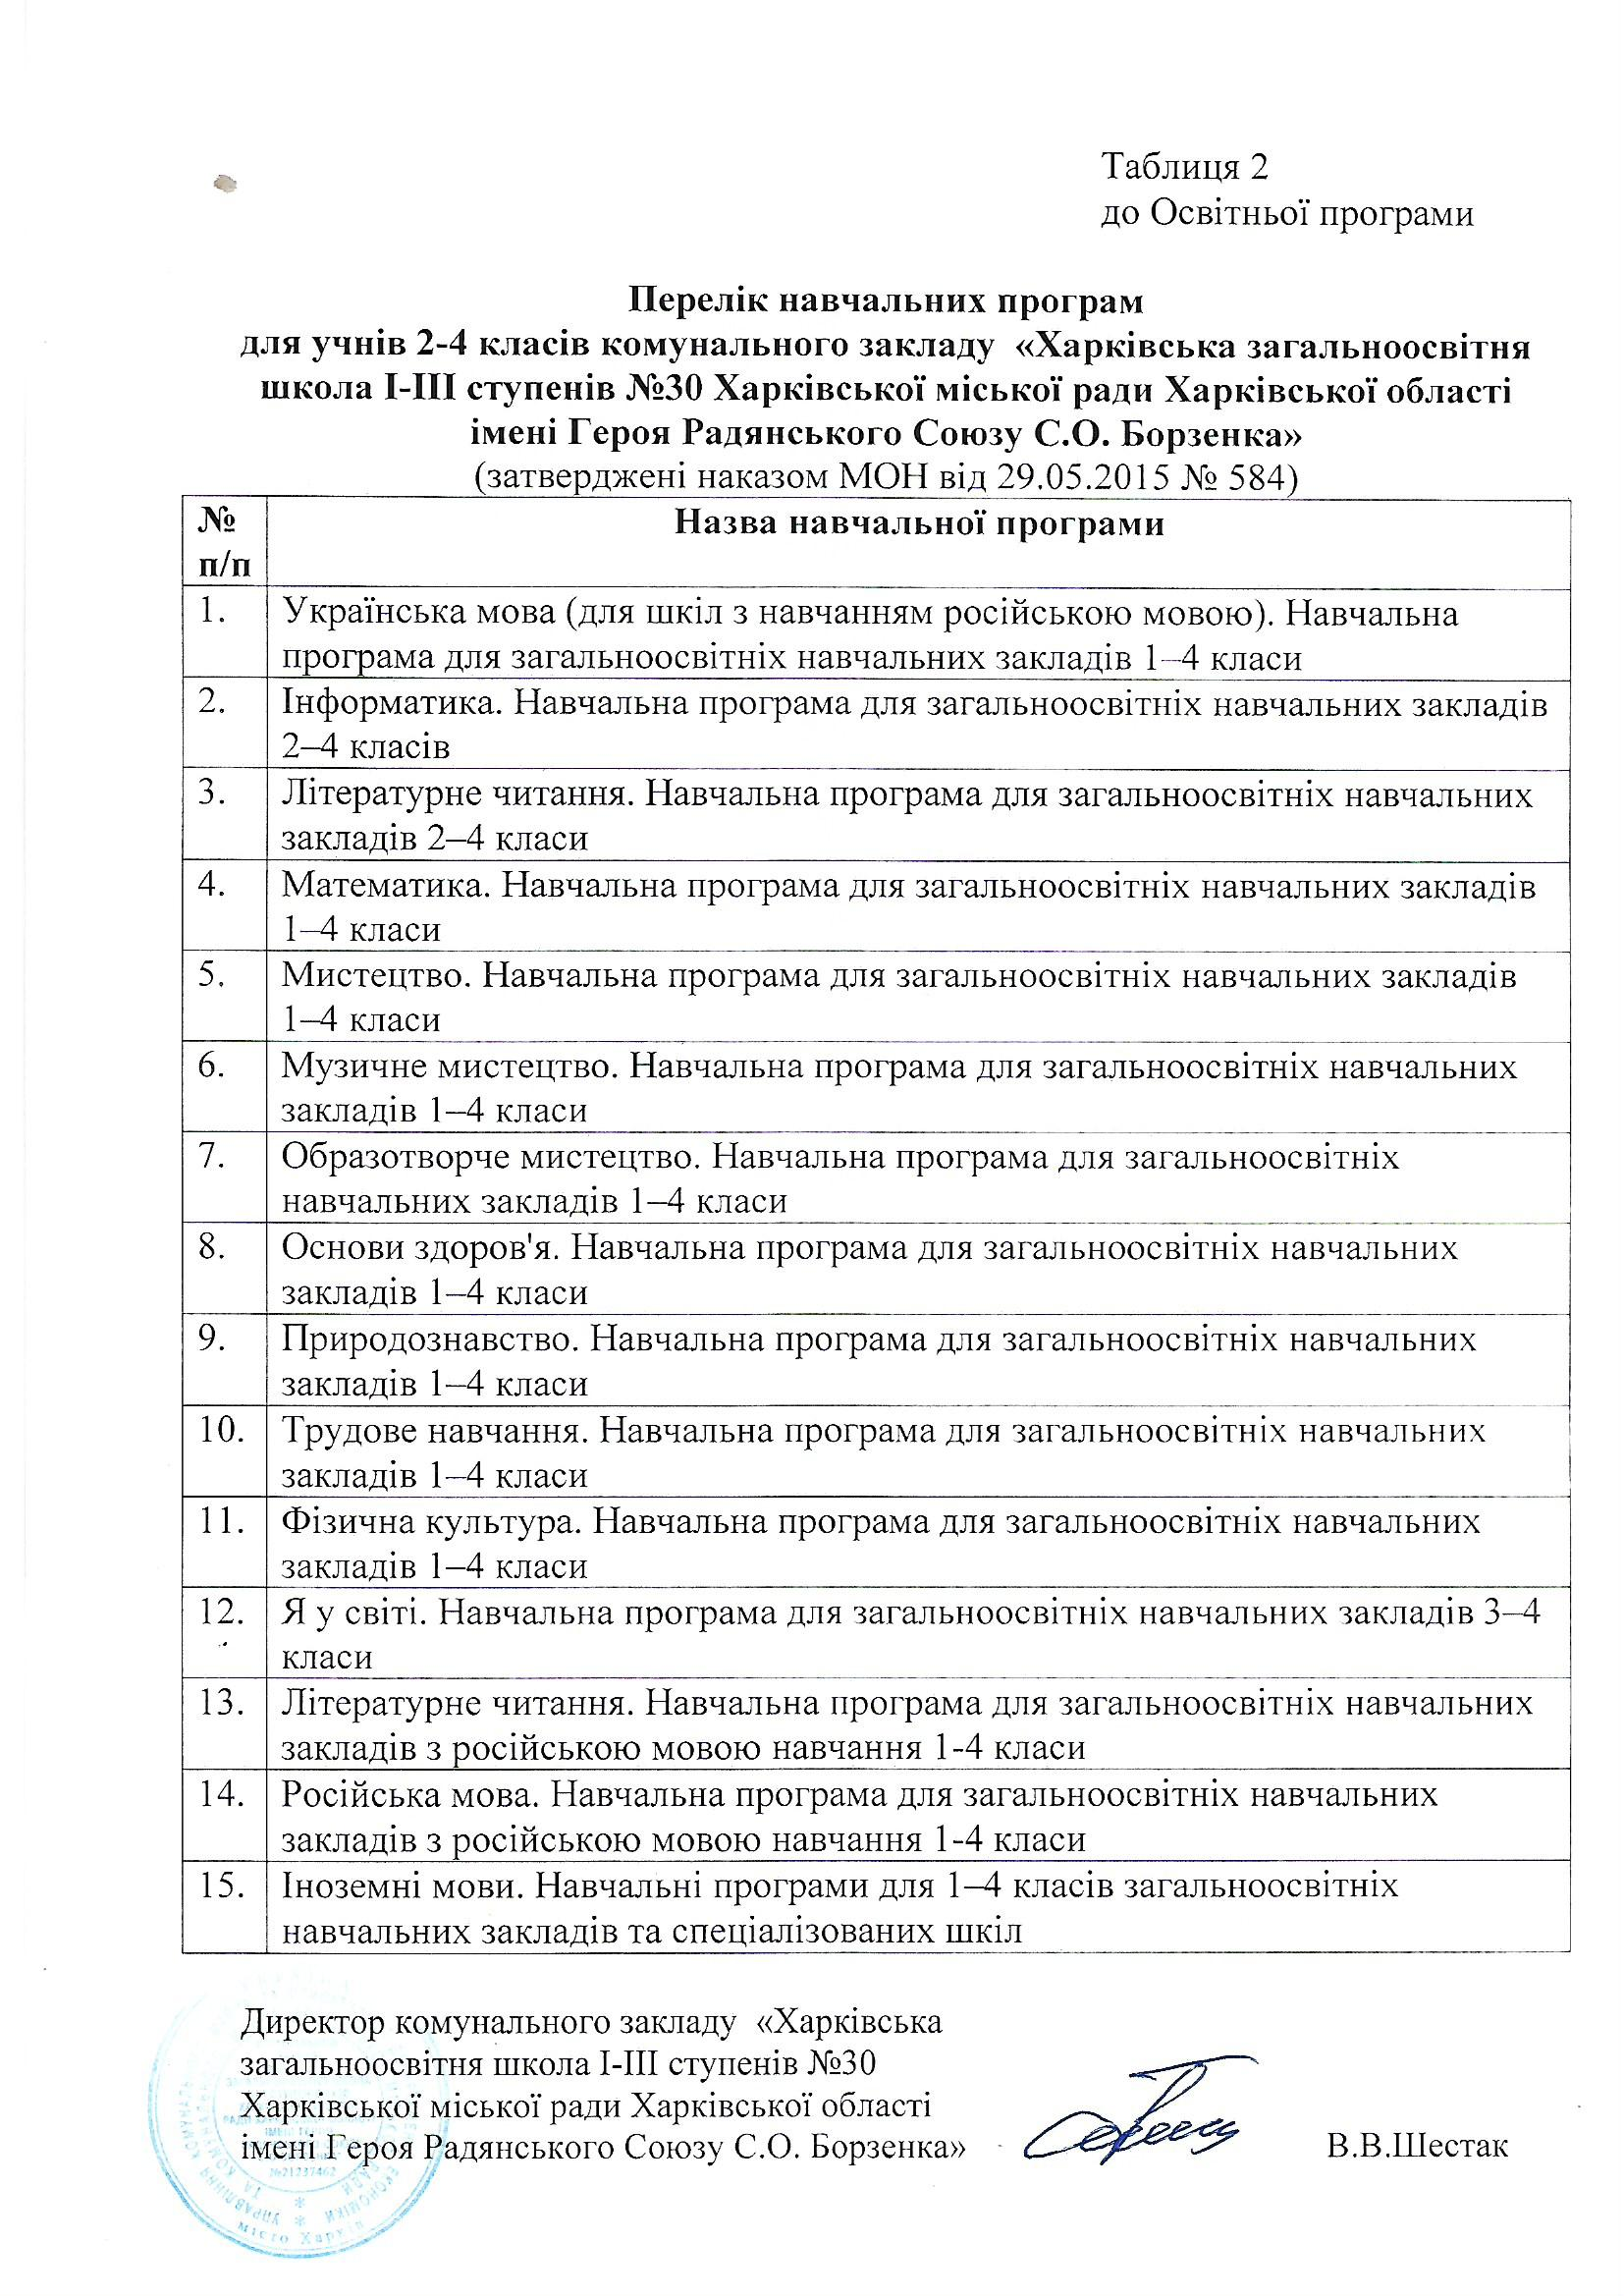 Таблиця 2
до Освітньої програми
Перелік навчальних програм
для учнів 2-4 класів комунального закладу «Харківська загальноосвітня
школа І-ІІІ ступенів №30 Харківської міської ради Харківської області
імені Героя Радянського Союзу С.О. Борзенка»
(затверджені наказом МОН від 29.05.2015 № 584)
№ Назва навчальної програми
п/п
1. Українська мова (для шкіл з навчанням російською мовою). Навчальна
програма для загальноосвітніх навчальних закладів 1–4 класи
2. Інформатика. Навчальна програма для загальноосвітніх навчальних закладів
2–4 класів
3. Літературне читання. Навчальна програма для загальноосвітніх навчальних
закладів 2–4 класи
4. Математика. Навчальна програма для загальноосвітніх навчальних закладів
1–4 класи
5. Мистецтво. Навчальна програма для загальноосвітніх навчальних закладів
1–4 класи
6. Музичне мистецтво. Навчальна програма для загальноосвітніх навчальних
закладів 1–4 класи
7. Образотворче мистецтво. Навчальна програма для загальноосвітніх
навчальних закладів 1–4 класи
8. Основи здоров'я. Навчальна програма для загальноосвітніх навчальних
закладів 1–4 класи
9. Природознавство. Навчальна програма для загальноосвітніх навчальних
закладів 1–4 класи
10. Трудове навчання. Навчальна програма для загальноосвітніх навчальних
закладів 1–4 класи
11. Фізична культура. Навчальна програма для загальноосвітніх навчальних
закладів 1–4 класи
12. Я у світі. Навчальна програма для загальноосвітніх навчальних закладів 3–4
класи
13. Літературне читання. Навчальна програма для загальноосвітніх навчальних
закладів з російською мовою навчання 1-4 класи
14. Російська мова. Навчальна програма для загальноосвітніх навчальних
закладів з російською мовою навчання 1-4 класи
15. Іноземні мови. Навчальні програми для 1–4 класів загальноосвітніх
навчальних закладів та спеціалізованих шкіл
Директор комунального закладу «Харківська
загальноосвітня школа І-ІІІ ступенів №30
Харківської міської ради Харківської області
імені Героя Радянського Союзу С.О. Борзенка» В.В.Шестак
№21237462
місто Харків